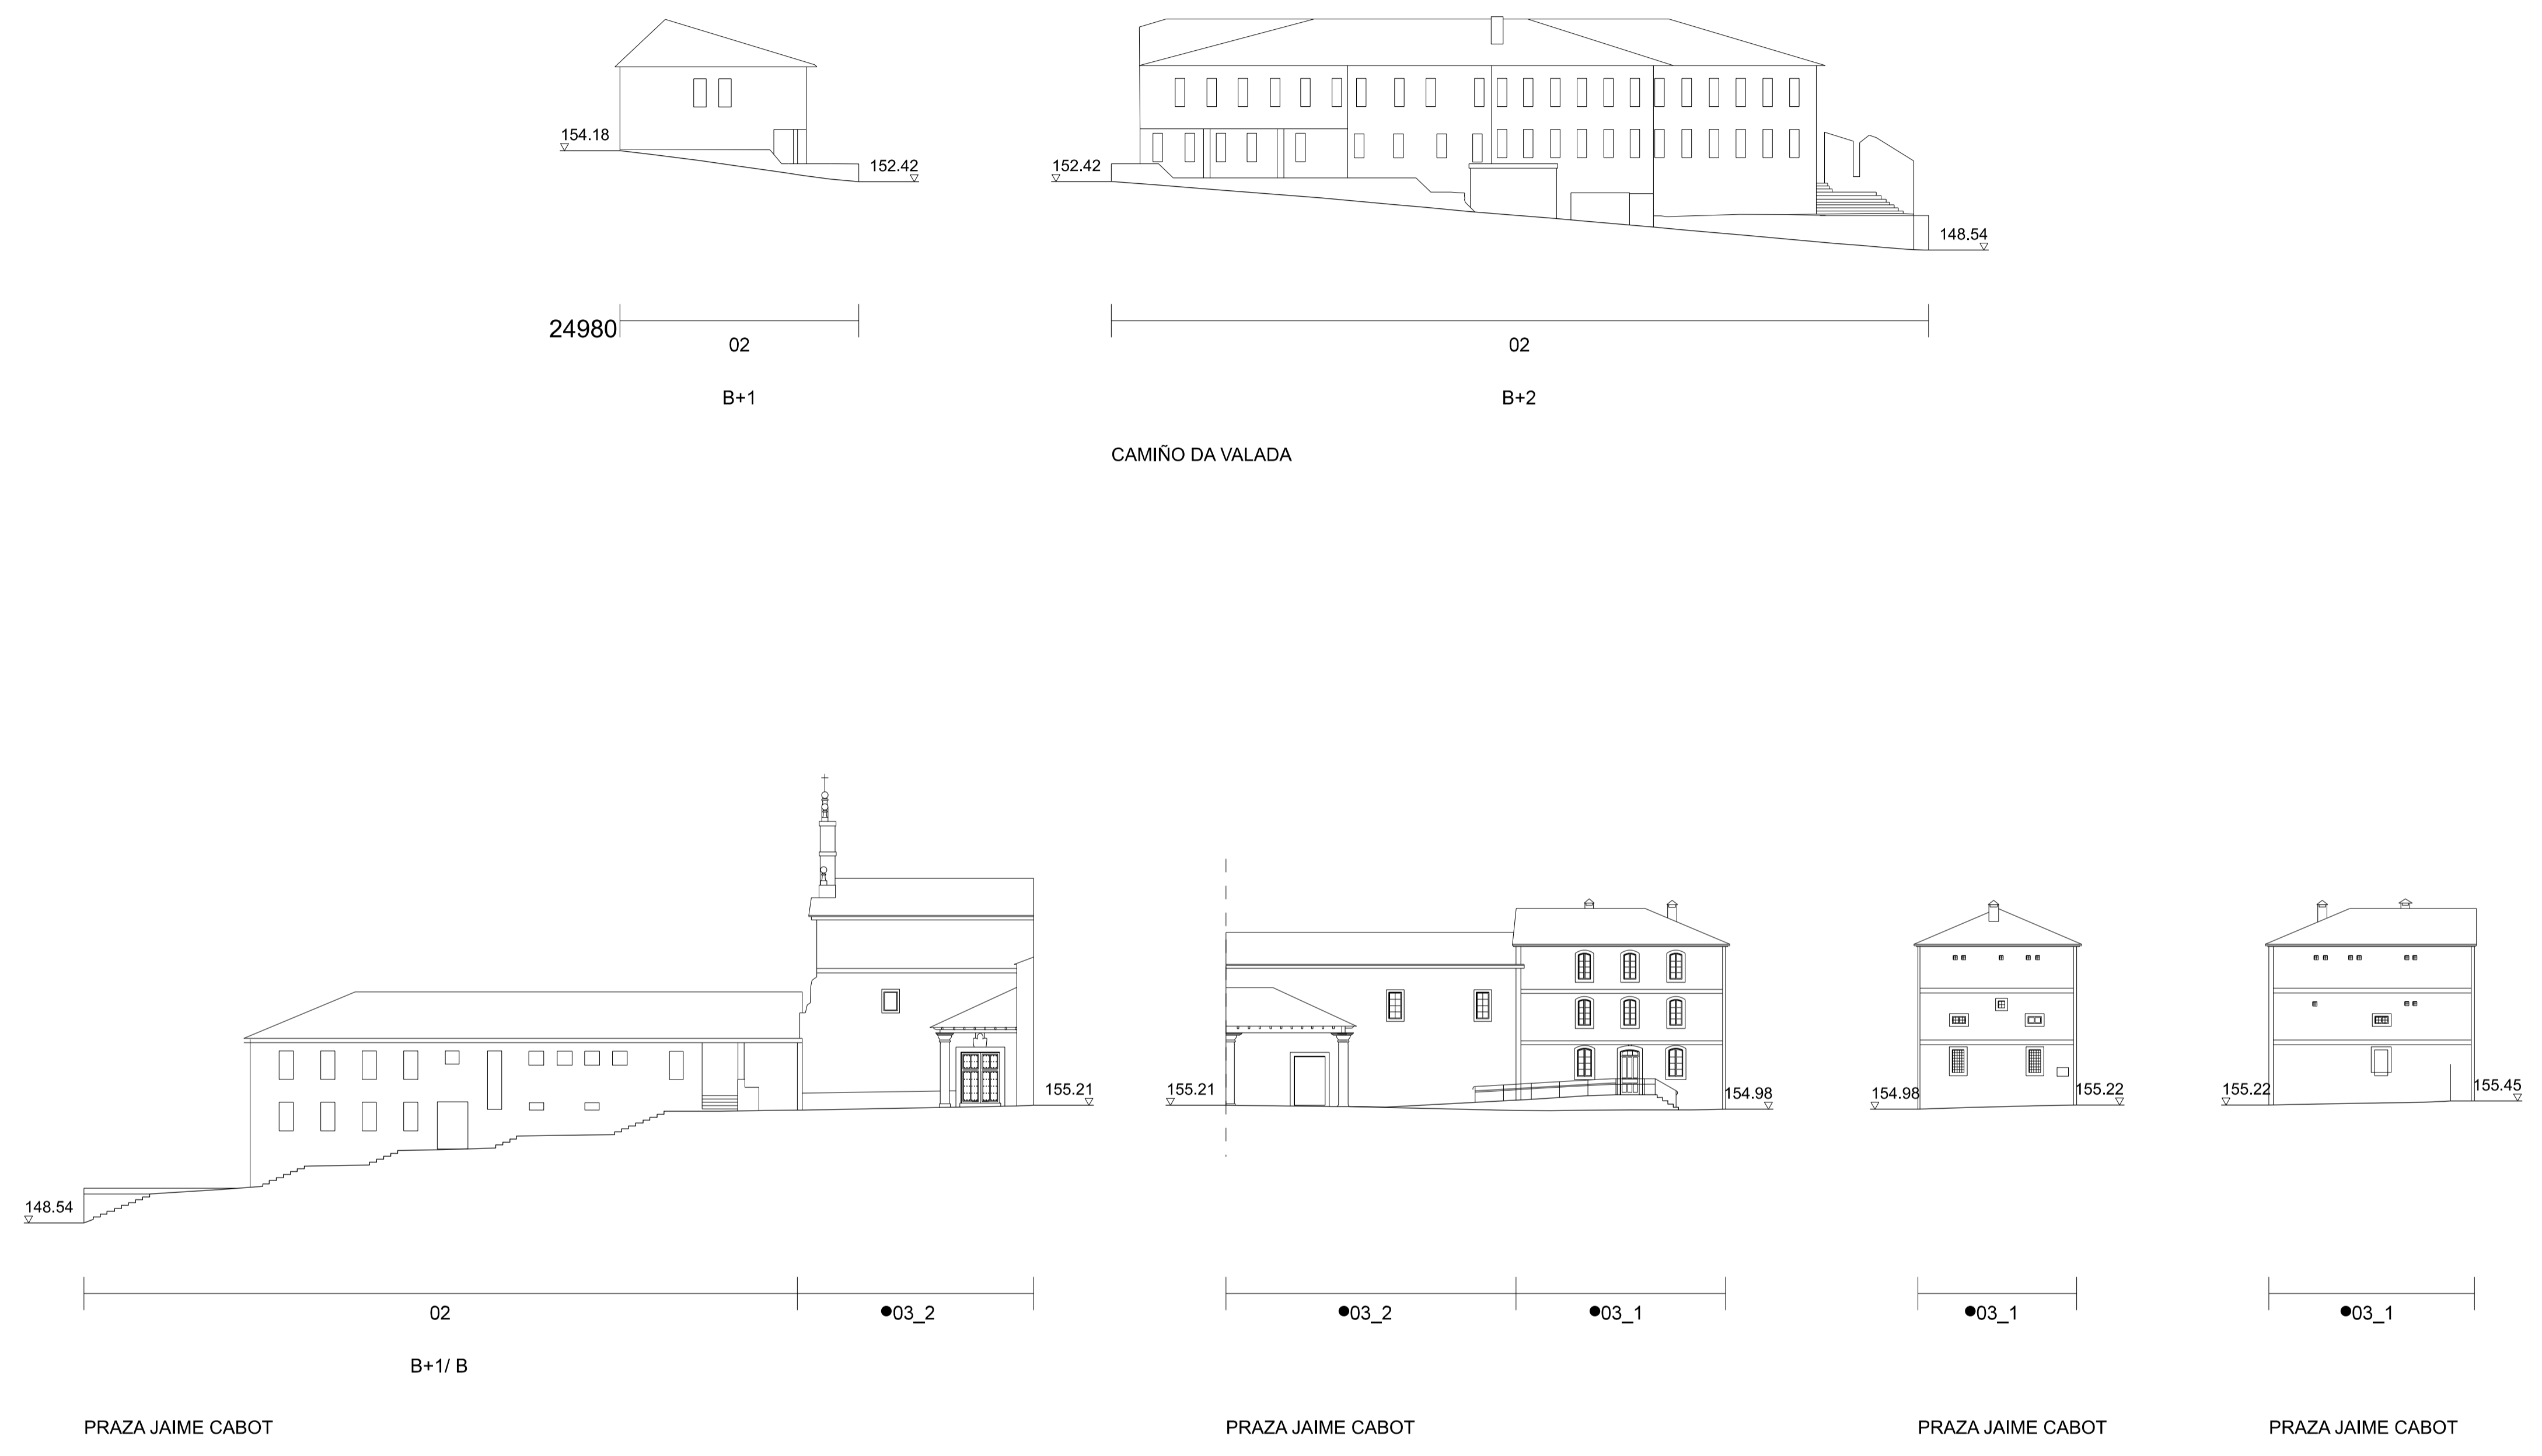 154.18
152.42
152.42
148.54
24980
02
02
B+1
B+2
CAMIÑO DA VALADA
155.21
155.21
154.98
154.98
155.22
155.22
155.45
148.54
02
●03_2
●03_2
●03_1
●03_1
●03_1
B+1/ B
PRAZA JAIME CABOT
PRAZA JAIME CABOT
PRAZA JAIME CABOT
PRAZA JAIME CABOT